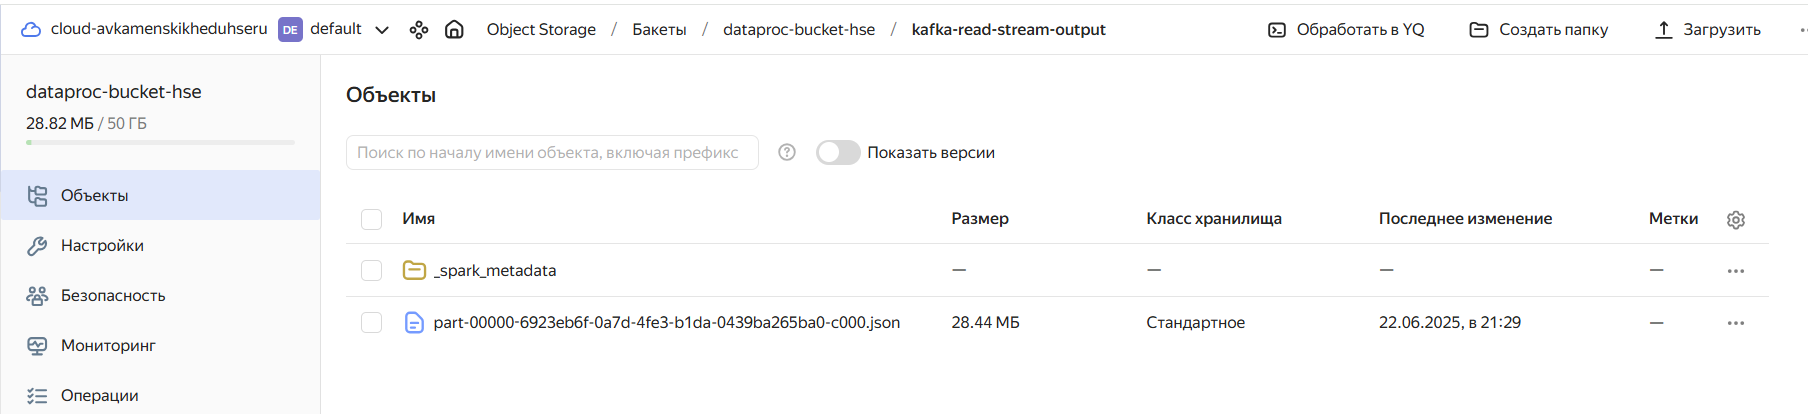 cloud-avkamenskikheduhseru DE default Object Storage / Бакеты / dataproc-bucket-hse / kafka-read-stream-output Обработать в YQ Создать папку Загрузить
dataproc-bucket-hse
28.82 МБ / 50 ГБ
Объекты
Настройки
Безопасность
Мониторинг
Операции
Объекты
Поиск по началу имени объекта, включая префикс ? Показать версии
Имя Размер Класс хранилища Последнее изменение Метки
_spark_metadata — — — —
part-00000-6923eb6f-0a7d-4fe3-b1da-0439ba265ba0-c000.json 28.44 МБ Стандартное 22.06.2025, в 21:29 —